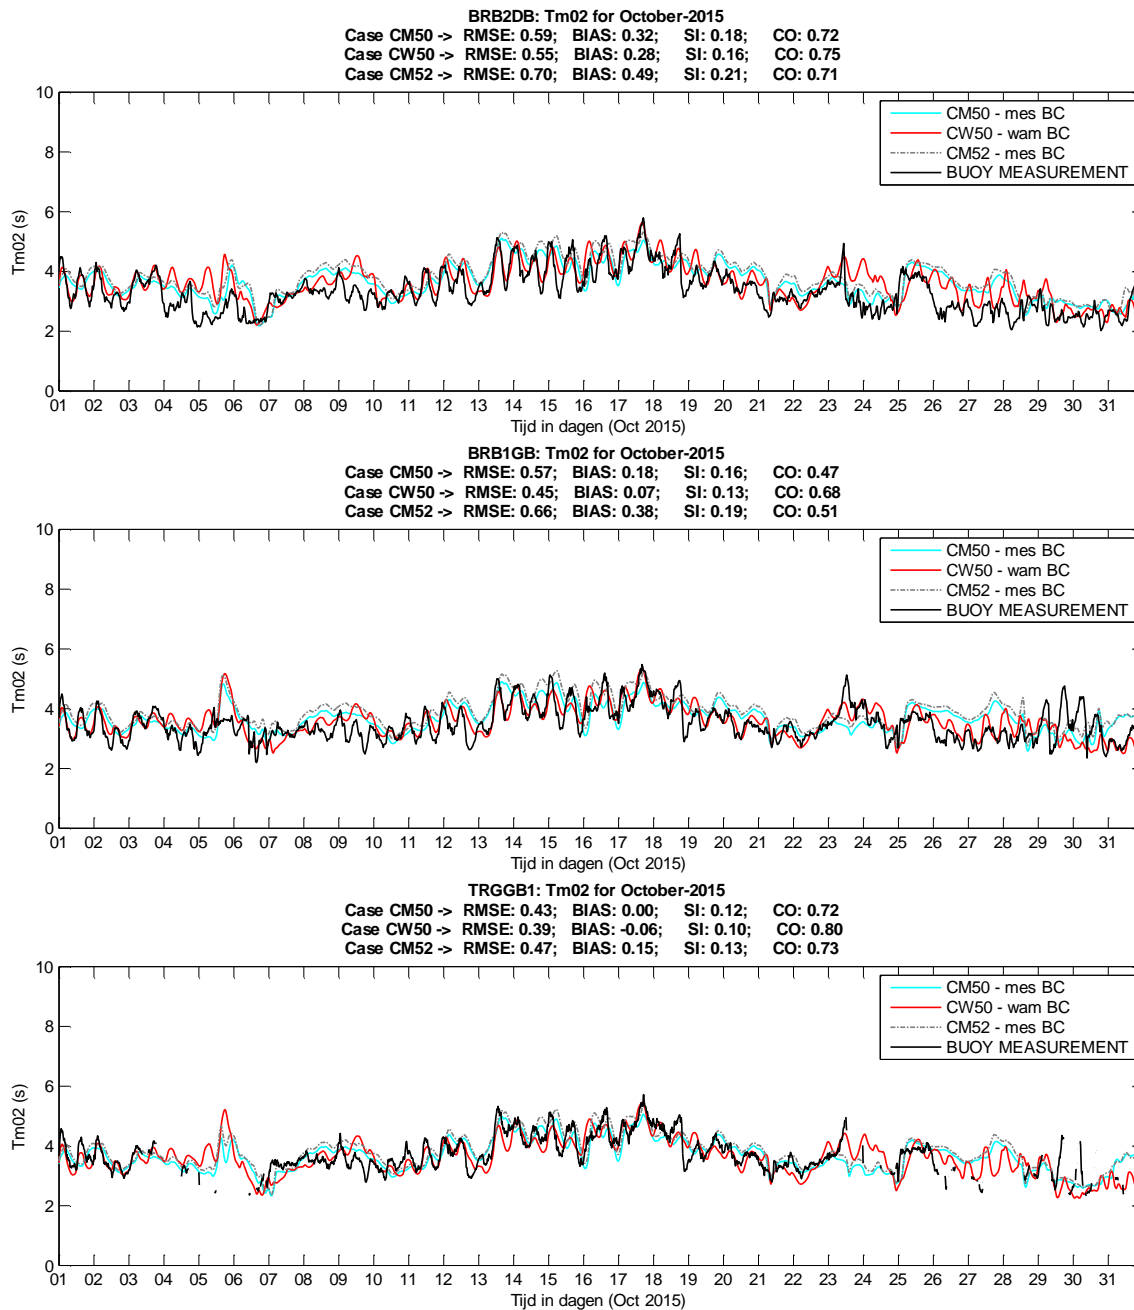 BRB2DB: Tm02 for October-2015
Case CM50 -> RMSE: 0.59; BIAS: 0.32; SI: 0.18; CO: 0.72
Case CW50 -> RMSE: 0.55; BIAS: 0.28; SI: 0.16; CO: 0.75
Case CM52 -> RMSE: 0.70; BIAS: 0.49; SI: 0.21; CO: 0.71
10
8
6
4
2
0
Tm02 (s)
CM50 - mes BC
CW50 - wam BC
CM52 - mes BC
BUOY MEASUREMENT
01 02 03 04 05 06 07 08 09 10 11 12 13 14 15 16 17 18 19 20 21 22 23 24 25 26 27 28 29 30 31
Tijd in dagen (Oct 2015)
BRB1GB: Tm02 for October-2015
Case CM50 -> RMSE: 0.57; BIAS: 0.18; SI: 0.16; CO: 0.47
Case CW50 -> RMSE: 0.45; BIAS: 0.07; SI: 0.13; CO: 0.68
Case CM52 -> RMSE: 0.66; BIAS: 0.38; SI: 0.19; CO: 0.51
10
8
6
4
2
0
Tm02 (s)
CM50 - mes BC
CW50 - wam BC
CM52 - mes BC
BUOY MEASUREMENT
01 02 03 04 05 06 07 08 09 10 11 12 13 14 15 16 17 18 19 20 21 22 23 24 25 26 27 28 29 30 31
Tijd in dagen (Oct 2015)
TRGGB1: Tm02 for October-2015
Case CM50 -> RMSE: 0.43; BIAS: 0.00; SI: 0.12; CO: 0.72
Case CW50 -> RMSE: 0.39; BIAS: -0.06; SI: 0.10; CO: 0.80
Case CM52 -> RMSE: 0.47; BIAS: 0.15; SI: 0.13; CO: 0.73
10
8
6
4
2
0
Tm02 (s)
CM50 - mes BC
CW50 - wam BC
CM52 - mes BC
BUOY MEASUREMENT
01 02 03 04 05 06 07 08 09 10 11 12 13 14 15 16 17 18 19 20 21 22 23 24 25 26 27 28 29 30 31
Tijd in dagen (Oct 2015)